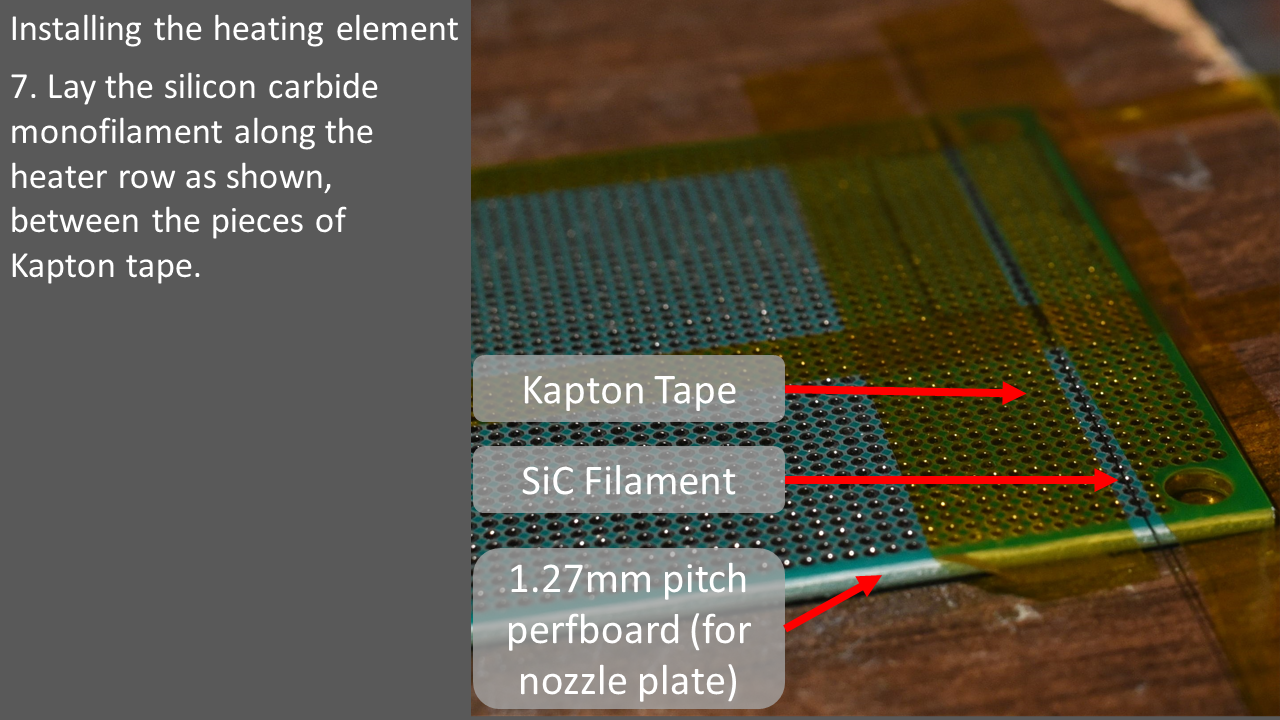 Installing the heating element
7. Lay the silicon carbide
monofilament along the
heater row as shown,
between the pieces of
Kapton tape.
Kapton Tape
SiC Filament
1.27mm pitch
perfboard (for
nozzle plate)